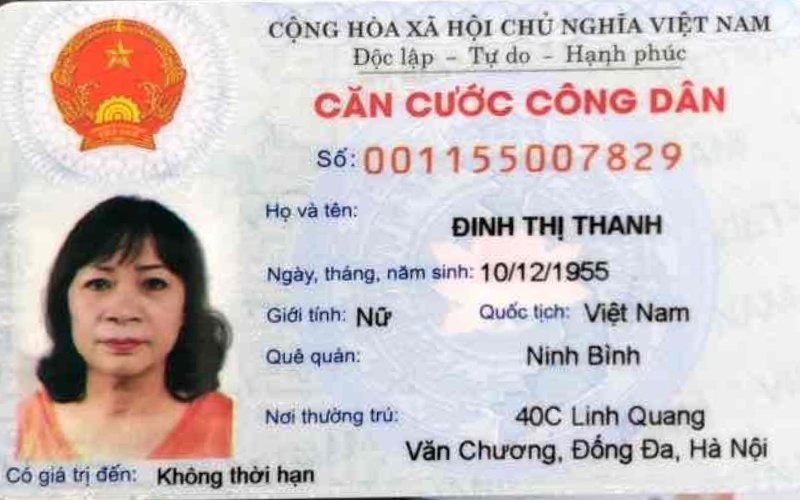 CỘNG HÒA XÃ HỘI CHỦ NGHĨA VIỆT NAM
Độc lập - Tự do - Hạnh phúc
CĂN CƯỚC CÔNG DÂN
Số: 001155007829
Họ và tên:
ĐINH THỊ THANH
Ngày, tháng, năm sinh: 10/12/1955
Giới tính: Nữ Quốc tịch: Việt Nam
Quê quán: Ninh Bình
Nơi thường trú: 40C Linh Quang
Văn Chương, Đống Đa, Hà Nội
Có giá trị đến: Không thời hạn